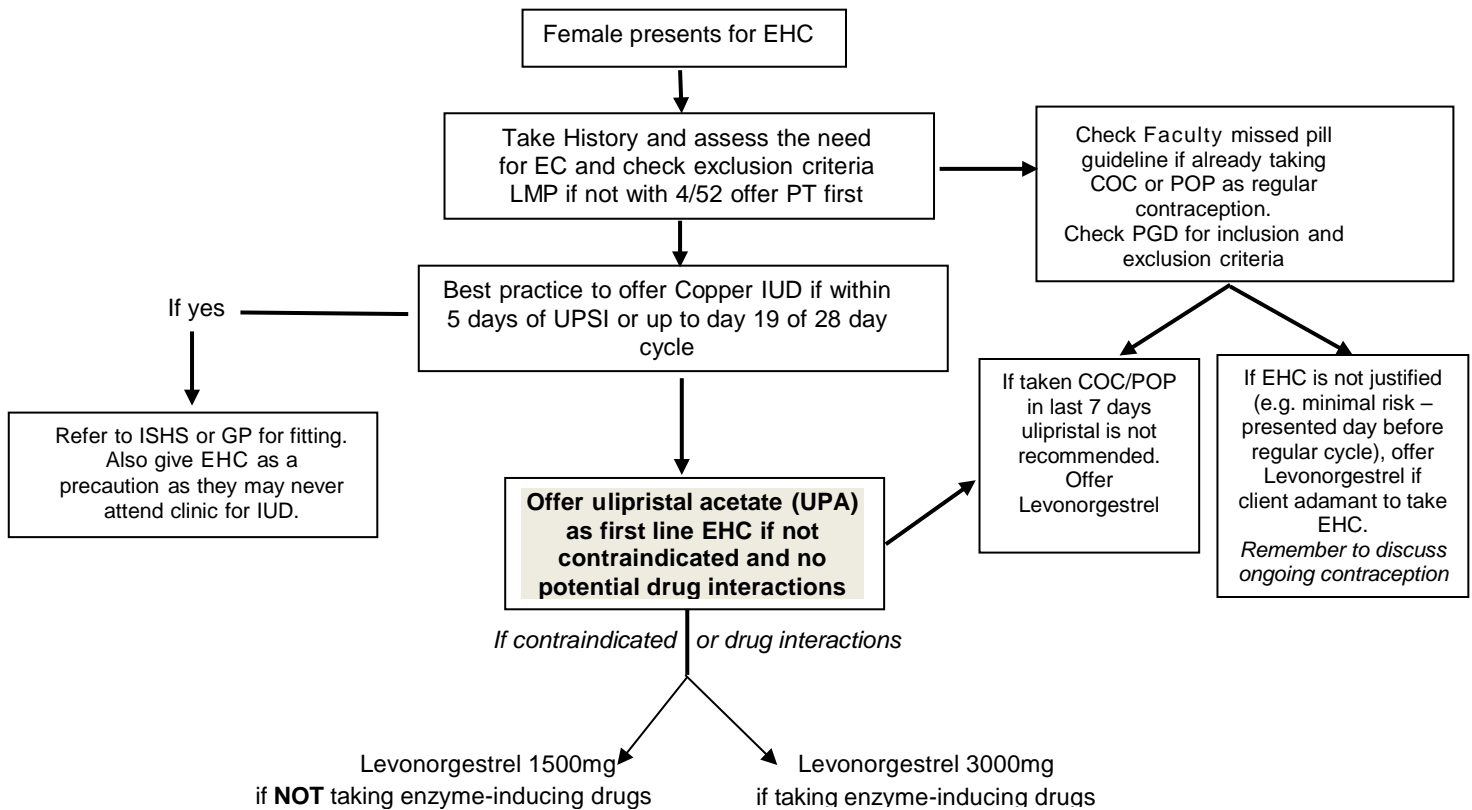 Female presents for EHC
Take History and assess the need
for EC and check exclusion criteria
LMP if not with 4/52 offer PT first
Check Faculty missed pill
guideline if already taking
COC or POP as regular
contraception.
Check PGD for inclusion and
exclusion criteria
Best practice to offer Copper IUD if within
5 days of UPSI or up to day 19 of 28 day
cycle
If yes
Refer to ISHS or GP for fitting.
Also give EHC as a
precaution as they may never
attend clinic for IUD.
If taken COC/POP
in last 7 days
ulipristal is not
recommended.
Offer
Levonorgestrel
If EHC is not justified
(e.g. minimal risk –
presented day before
regular cycle), offer
Levonorgestrel if
client adamant to take
EHC.
Remember to discuss
ongoing contraception
Offer ulipristal acetate (UPA)
as first line EHC if not
contraindicated and no
potential drug interactions
If contraindicated or drug interactions
Levonorgestrel 1500mg
if NOT taking enzyme-inducing drugs
Levonorgestrel 3000mg
if taking enzyme-inducing drugs